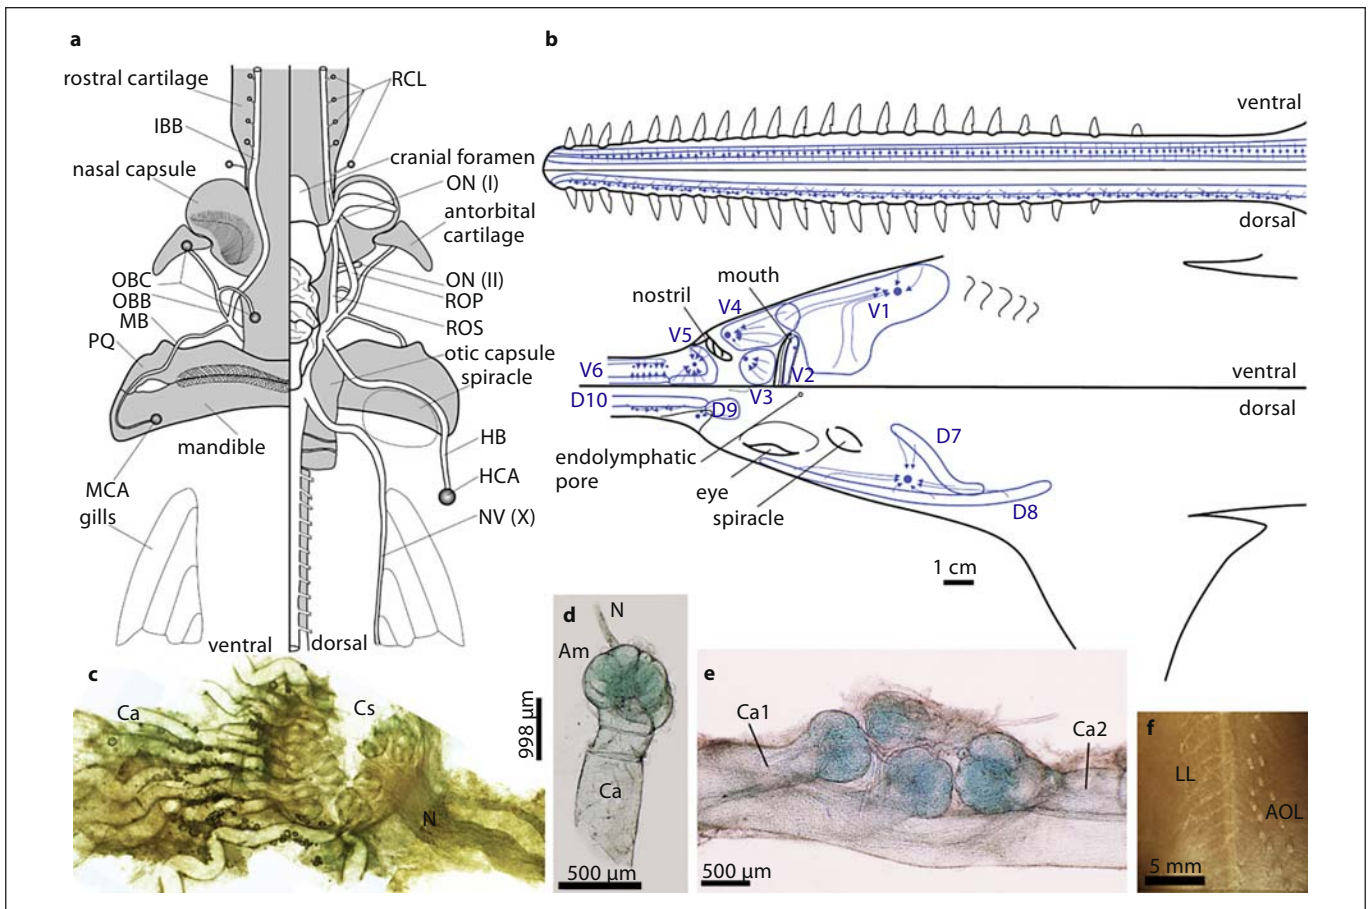 a
rostral cartilage
RCL
IBB
cranial foramen
nasal capsule
ON (I)
antorbital
cartilage
OBC
ON (II)
OBB
ROP
MB
ROS
PQ
otic capsule
spiracle
mandible
HB
MCA
HCA
gills
NV (X)
ventral
dorsal
b
ventral
dorsal
mouth
nostril
V4
V1
V5
V6
V2
V3
ventral
D10
D9
dorsal
endolymphatic
pore
D7
eye
spiracle
D8
1 cm
c
Ca
Cs
N
998 µm
d
N
Am
Ca
500 µm
e
Ca1
Ca2
500 µm
f
LL
AOL
5 mm